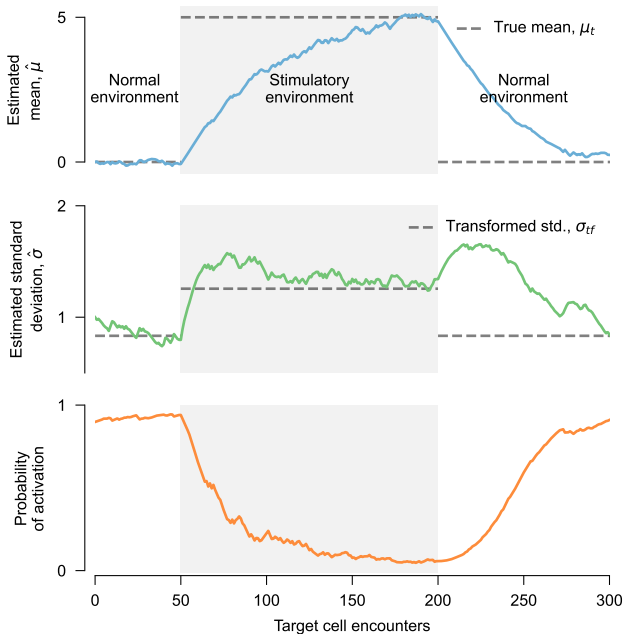 Estimated
mean, μ̂
5
0
True mean, μt
Normal
environment
Stimulatory
environment
Normal
environment
Estimated standard
deviation, σ̂
2
1
Transformed std., σtf
Probability
of activation
1
0
0 50 100 150 200 250 300
Target cell encounters